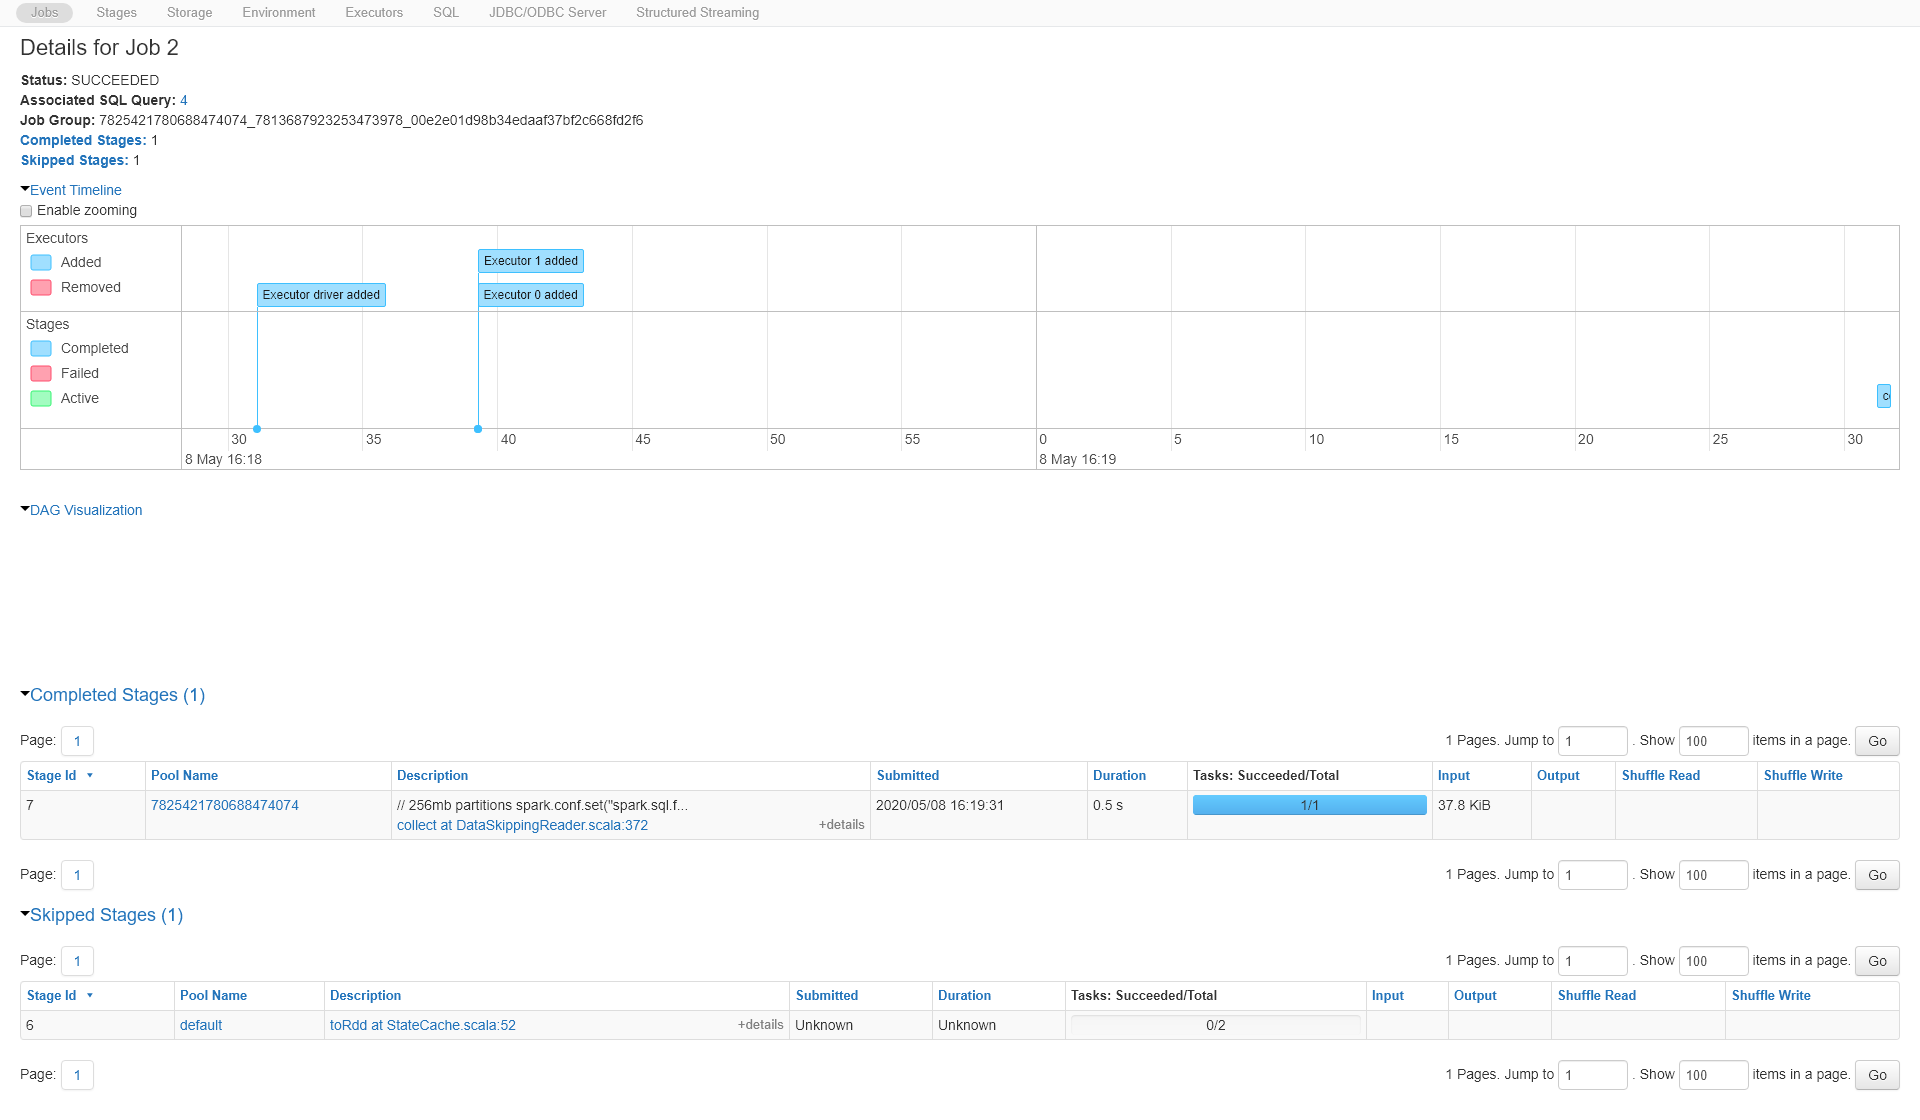 Jobs Stages Storage Environment Executors SQL JDBC/ODBC Server Structured Streaming
Details for Job 2
Status: SUCCEEDED
Associated SQL Query: 4
Job Group: 7825421780688474074_7813687923253473978_00e2e01d98b34edaaf37bf2c668fd2f6
Completed Stages: 1
Skipped Stages: 1
Event Timeline
Enable zooming
Executors
Added
Removed
Executor 1 added
Executor driver added
Executor 0 added
Stages
Completed
Failed
Active
30 35 40 45 50 55 0 5 10 15 20 25 30
8 May 16:18 8 May 16:19
DAG Visualization
Completed Stages (1)
Page: 1 1 Pages. Jump to 1 . Show 100 items in a page. Go
Stage Id Pool Name Description Submitted Duration Tasks: Succeeded/Total Input Output Shuffle Read Shuffle Write
7 7825421780688474074 // 256mb partitions spark.conf.set("spark.sql.f... 2020/05/08 16:19:31 0.5 s 1/1 37.8 KiB
collect at DataSkippingReader.scala:372 +details
Page: 1 1 Pages. Jump to 1 . Show 100 items in a page. Go
Skipped Stages (1)
Page: 1 1 Pages. Jump to 1 . Show 100 items in a page. Go
Stage Id Pool Name Description Submitted Duration Tasks: Succeeded/Total Input Output Shuffle Read Shuffle Write
6 default toRdd at StateCache.scala:52 +details Unknown Unknown 0/2
Page: 1 1 Pages. Jump to 1 . Show 100 items in a page. Go